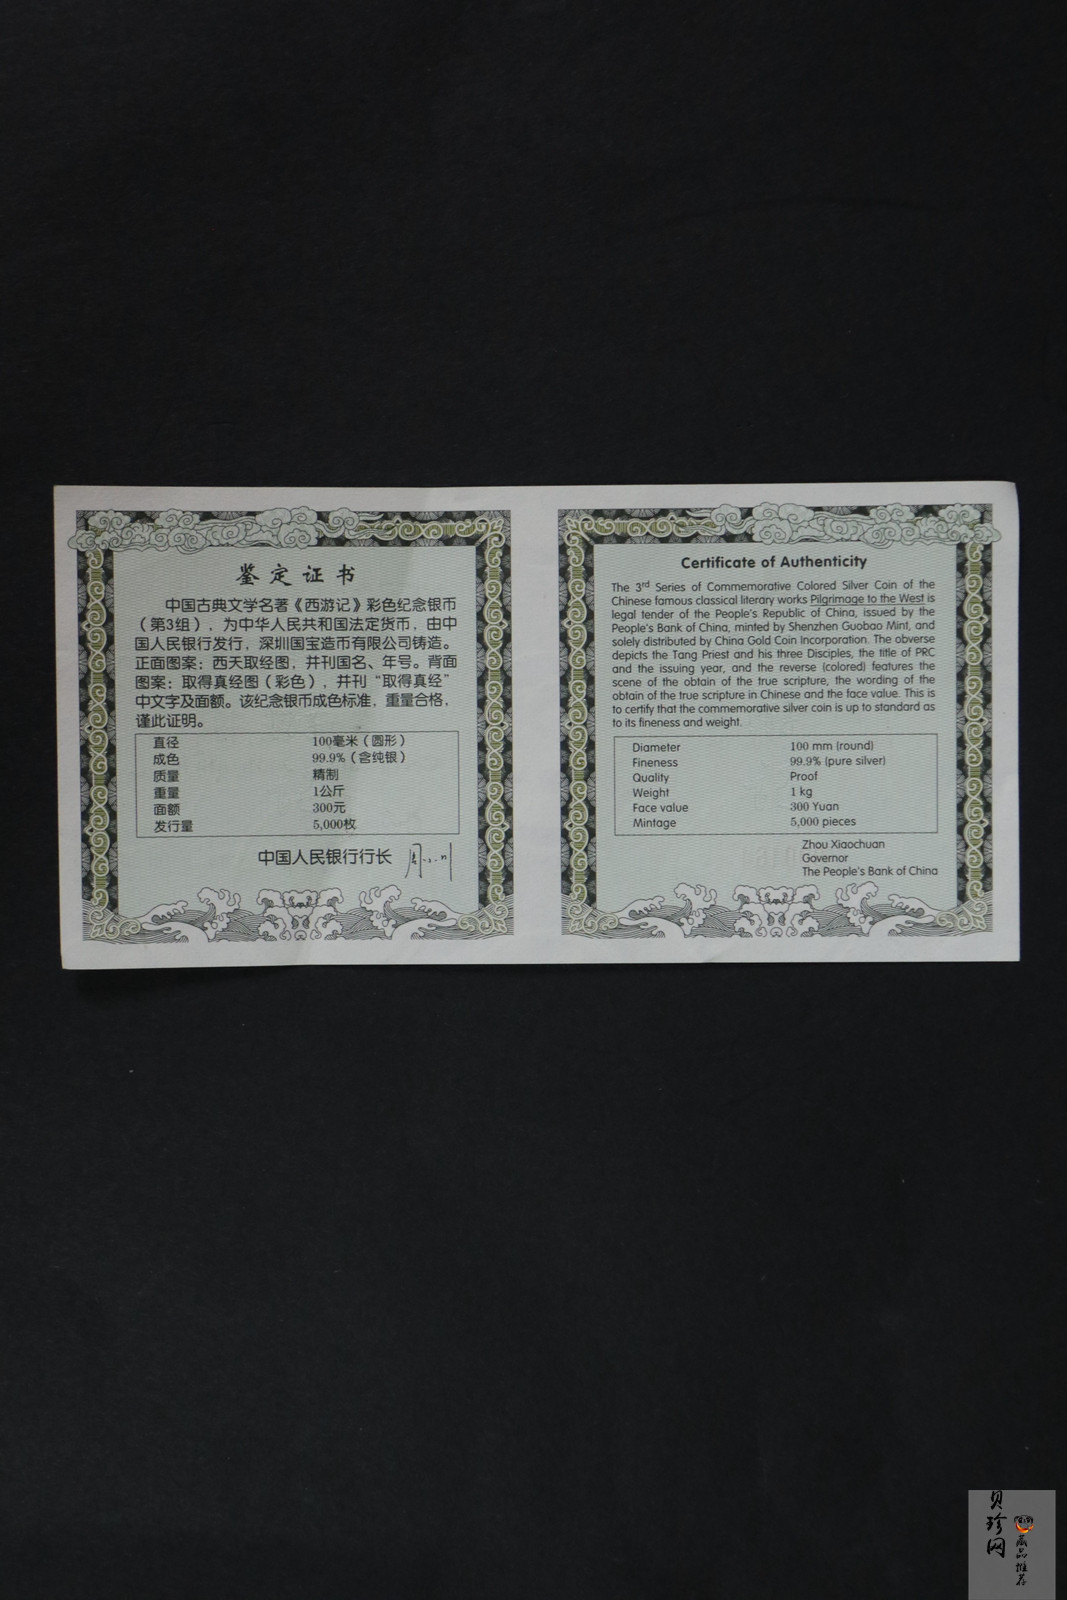 鉴定证书
中国古典文学名著《西游记》彩色纪念银币
（第3组），为中华人民共和国法定货币，由中
国人民银行发行，深圳国宝造币有限公司铸造。
正面图案：西天取经图，并刊国名、年号。背面
图案：取得真经图（彩色），并刊“取得真经”
中文字及面额。该纪念银币成色标准，重量合格，
谨此证明。
直径 100毫米（圆形）
成色 99.9%（含纯银）
质量 精制
重量 1公斤
面额 300元
发行量 5,000枚
中国人民银行行长
Certificate of Authenticity
The 3rd Series of Commemorative Colored Silver Coin of the
Chinese famous classical literary works Pilgrimage to the West is
legal tender of the People's Republic of China, issued by the
People's Bank of China, minted by Shenzhen Guobao Mint, and
solely distributed by China Gold Coin Incorporation. The obverse
depicts the Tang Priest and his three Disciples, the title of PRC
and the issuing year, and the reverse (colored) features the
scene of the obtain of the true scripture, the wording of the
obtain of the true scripture in Chinese and the face value. This is
to certify that the commemorative silver coin is up to standard as
to its fineness and weight.
Diameter 100 mm (round)
Fineness 99.9% (pure silver)
Quality Proof
Weight 1 kg
Face value 300 Yuan
Mintage 5,000 pieces
Zhou Xiaochuan
Governor
The People's Bank of China
贝珍网
藏品推荐